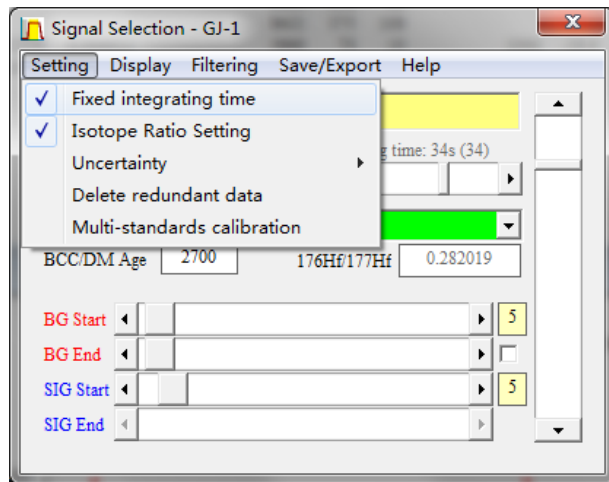 Signal Selection - GJ-1
Setting Display Filtering Save/Export Help
✓ Fixed integrating time
✓ Isotope Ratio Setting
Uncertainty
Delete redundant data
Multi-standards calibration
time: 34s (34)
BCC/DM Age 2700 176Hf/177Hf 0.282019
BG Start 5
BG End
SIG Start 5
SIG End